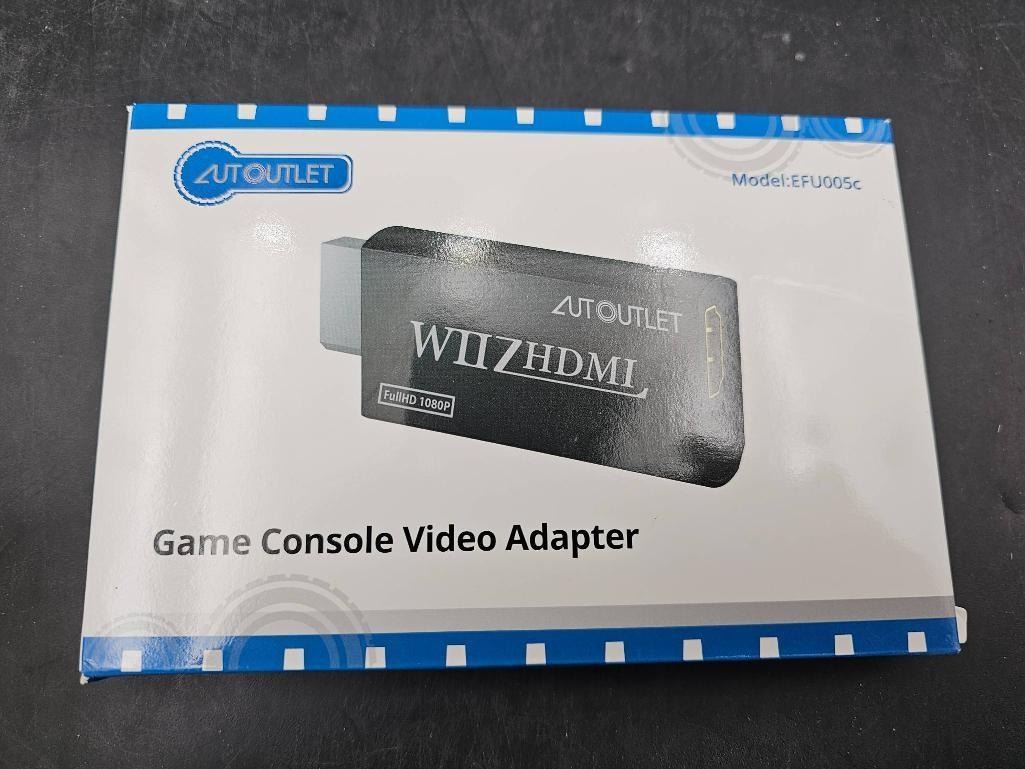 AUTOUTLET
Model:EFU005c
AUTOUTLET
WII2HDMI
FullHD 1080P
Game Console Video Adapter